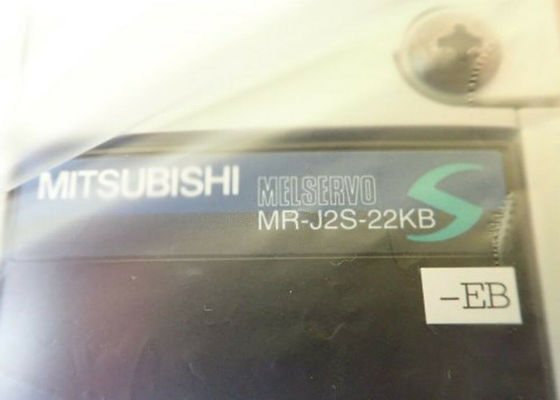 MITSUBISHI MELSERVO S
MR-J2S-22KB
-EB